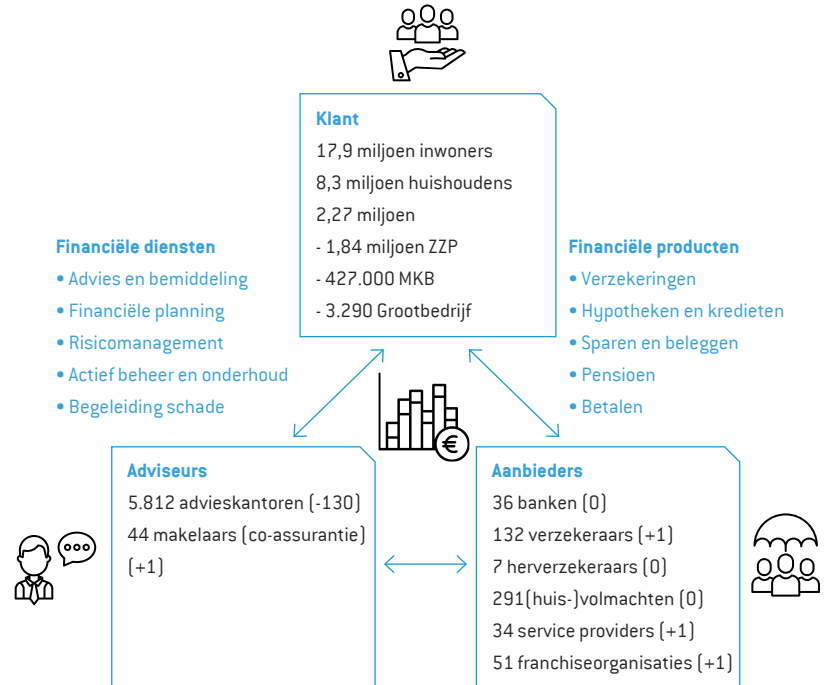 Klant
17,9 miljoen inwoners
8,3 miljoen huishoudens
2,27 miljoen
- 1,84 miljoen ZZP
- 427.000 MKB
- 3.290 Grootbedrijf
Financiële diensten
• Advies en bemiddeling
• Financiële planning
• Risicomanagement
• Actief beheer en onderhoud
• Begeleiding schade
Financiële producten
• Verzekeringen
• Hypotheken en kredieten
• Sparen en beleggen
• Pensioen
• Betalen
€
Adviseurs
5.812 advieskantoren (-130)
44 makelaars (co-assurantie)
(+1)
Aanbieders
36 banken (0)
132 verzekeraars (+1)
7 herverzekeraars (0)
291(huis-)volmachten (0)
34 service providers (+1)
51 franchiseorganisaties (+1)